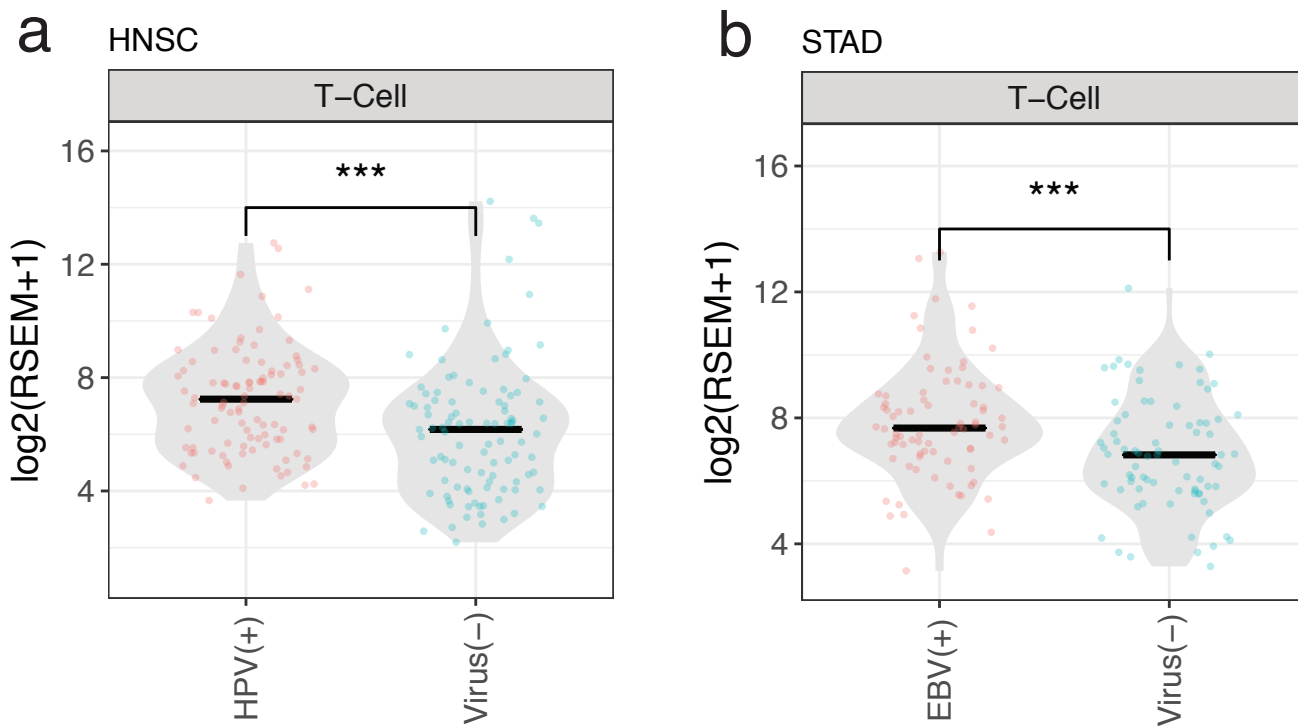 a
HNSC
T−Cell
***
16
12
8
4
log2(RSEM+1)
HPV(+)
Virus(−)
b
STAD
T−Cell
***
16
12
8
4
log2(RSEM+1)
EBV(+)
Virus(−)